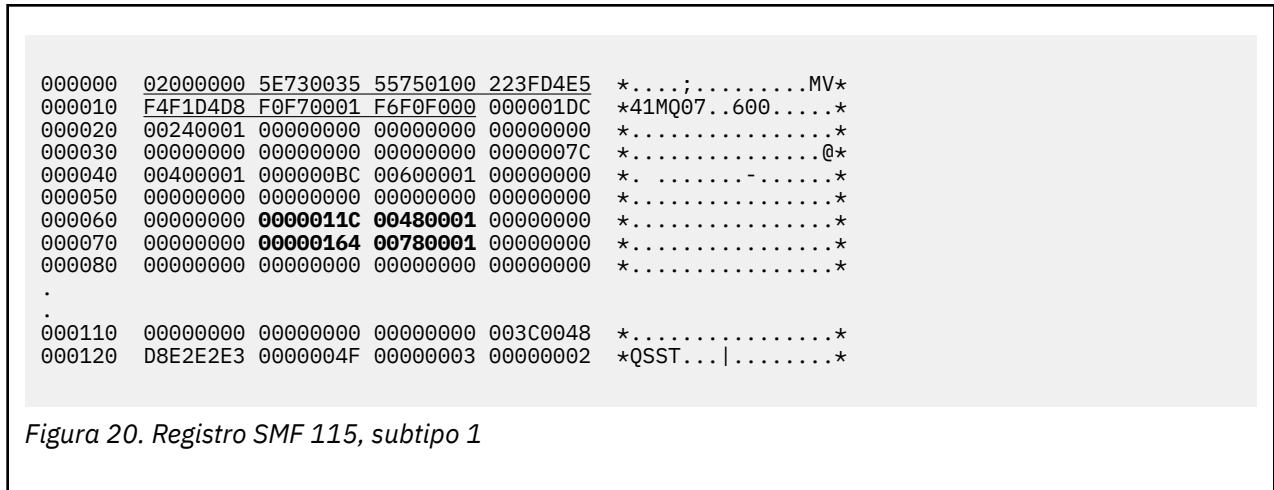 000000 02000000 5E730035 55750100 223FD4E5 *....;.........MV*
000010 F4F1D4D8 F0F70001 F6F0F000 000001DC *41MQ07..600.....*
000020 00240001 00000000 00000000 00000000 *................*
000030 00000000 00000000 00000000 0000007C *...............@*
000040 00400001 000000BC 00600001 00000000 *. .......-......*
000050 00000000 00000000 00000000 00000000 *................*
000060 00000000 0000011C 00480001 00000000 *................*
000070 00000000 00000164 00780001 00000000 *................*
000080 00000000 00000000 00000000 00000000 *................*
.
.
000110 00000000 00000000 00000000 003C0048 *................*
000120 D8E2E2E3 0000004F 00000003 00000002 *QSST...|........*
Figura 20. Registro SMF 115, subtipo 1